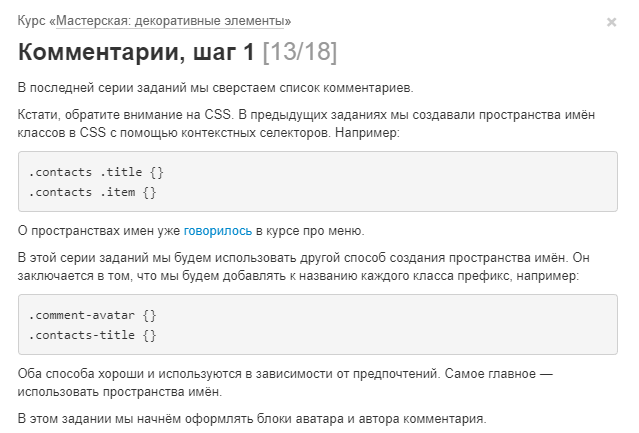 Курс «Мастерская: декоративные элементы»
×
Комментарии, шаг 1 [13/18]
В последней серии заданий мы сверстаем список комментариев.
Кстати, обратите внимание на CSS. В предыдущих заданиях мы создавали пространства имён
классов в CSS с помощью контекстных селекторов. Например:
.contacts .title {}
.contacts .item {}
О пространствах имен уже говорилось в курсе про меню.
В этой серии заданий мы будем использовать другой способ создания пространства имён. Он
заключается в том, что мы будем добавлять к названию каждого класса префикс, например:
.comment-avatar {}
.contacts-title {}
Оба способа хороши и используются в зависимости от предпочтений. Самое главное —
использовать пространства имён.
В этом задании мы начнём оформлять блоки аватара и автора комментария.